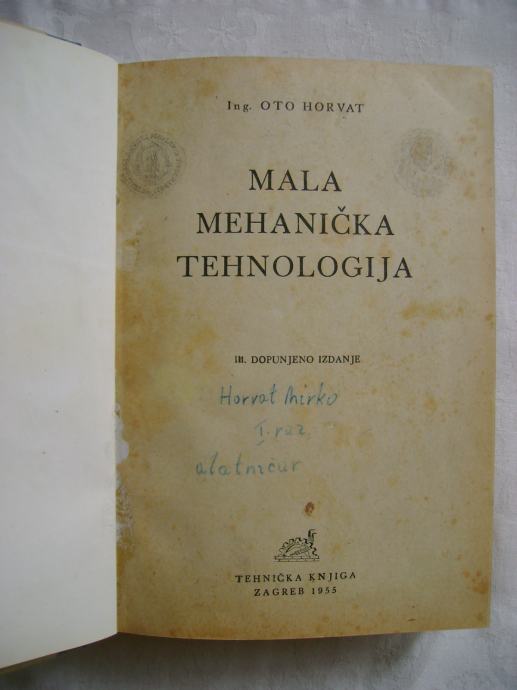 Ing. OTO HORVAT
MALA
MEHANIČKA
TEHNOLOGIJA
III. DOPUNJENO IZDANJE
Horvat Mirko
I. raz.
alatničar
TEHNIČKA KNJIGA
ZAGREB 1955